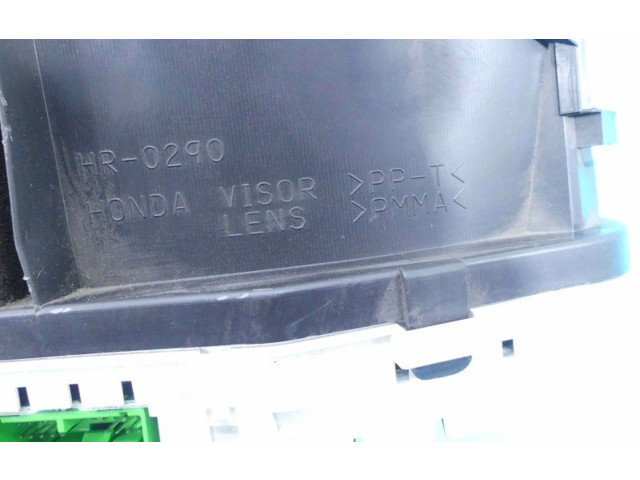 HR-0290
HONDA VISOR >PP-T<
LENS >PMMA<